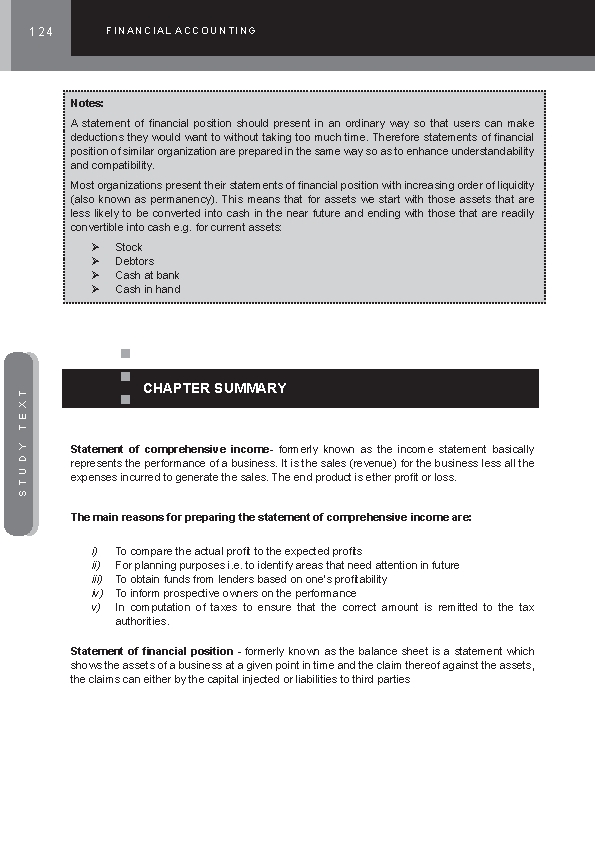 124
FINANCIAL ACCOUNTING
Notes:
A statement of financial position should present in an ordinary way so that users can make
deductions they would want to without taking too much time. Therefore statements of financial
position of similar organization are prepared in the same way so as to enhance understandability
and compatibility.
Most organizations present their statements of financial position with increasing order of liquidity
(also known as permanency). This means that for assets we start with those assets that are
less likely to be converted into cash in the near future and ending with those that are readily
convertible into cash e.g. for current assets:
➢ Stock
➢ Debtors
➢ Cash at bank
➢ Cash in hand
CHAPTER SUMMARY
STUDY TEXT
Statement of comprehensive income- formerly known as the income statement basically
represents the performance of a business. It is the sales (revenue) for the business less all the
expenses incurred to generate the sales. The end product is ether profit or loss.
The main reasons for preparing the statement of comprehensive income are:
i) To compare the actual profit to the expected profits
ii) For planning purposes i.e. to identify areas that need attention in future
iii) To obtain funds from lenders based on one's profitability
iv) To inform prospective owners on the performance
v) In computation of taxes to ensure that the correct amount is remitted to the tax
authorities.
Statement of financial position - formerly known as the balance sheet is a statement which
shows the assets of a business at a given point in time and the claim thereof against the assets,
the claims can either by the capital injected or liabilities to third parties